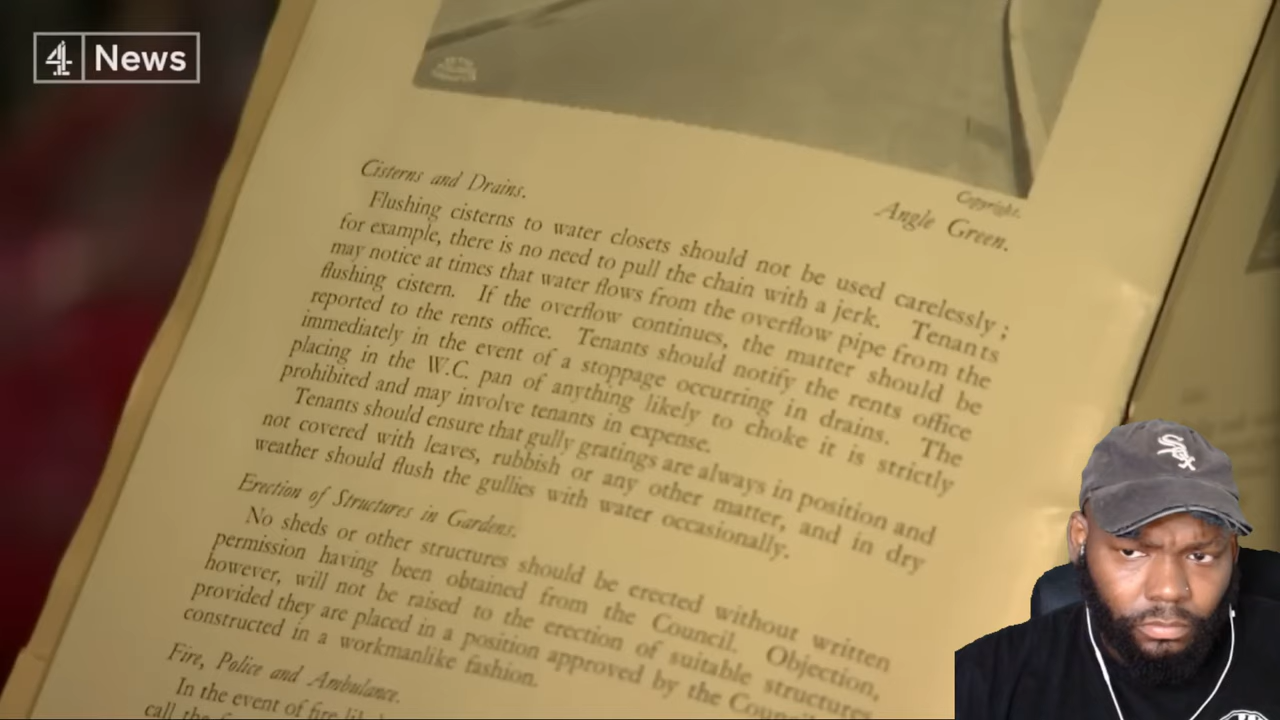 4 News
Copyright.
Angle Green.
Cisterns and Drains.
Flushing cisterns to water closets should not be used carelessly ;
for example, there is no need to pull the chain with a jerk. Tenants
may notice at times that water flows from the overflow pipe from the
flushing cistern. If the overflow continues, the matter should be
reported to the rents office. Tenants should notify the rents office
immediately in the event of a stoppage occurring in drains. The
placing in the W.C. pan of anything likely to choke it is strictly
prohibited and may involve tenants in expense.
Tenants should ensure that gully gratings are always in position and
not covered with leaves, rubbish or any other matter, and in dry
weather should flush the gullies with water occasionally.
Erection of Structures in Gardens.
No sheds or other structures should be erected without written
permission having been obtained from the Council. Objection,
however, will not be raised to the erection of suitable structures
provided they are placed in a position approved by the Council
constructed in a workmanlike fashion.
Fire, Police and Ambulance.
In the event of fire
call the
Sox